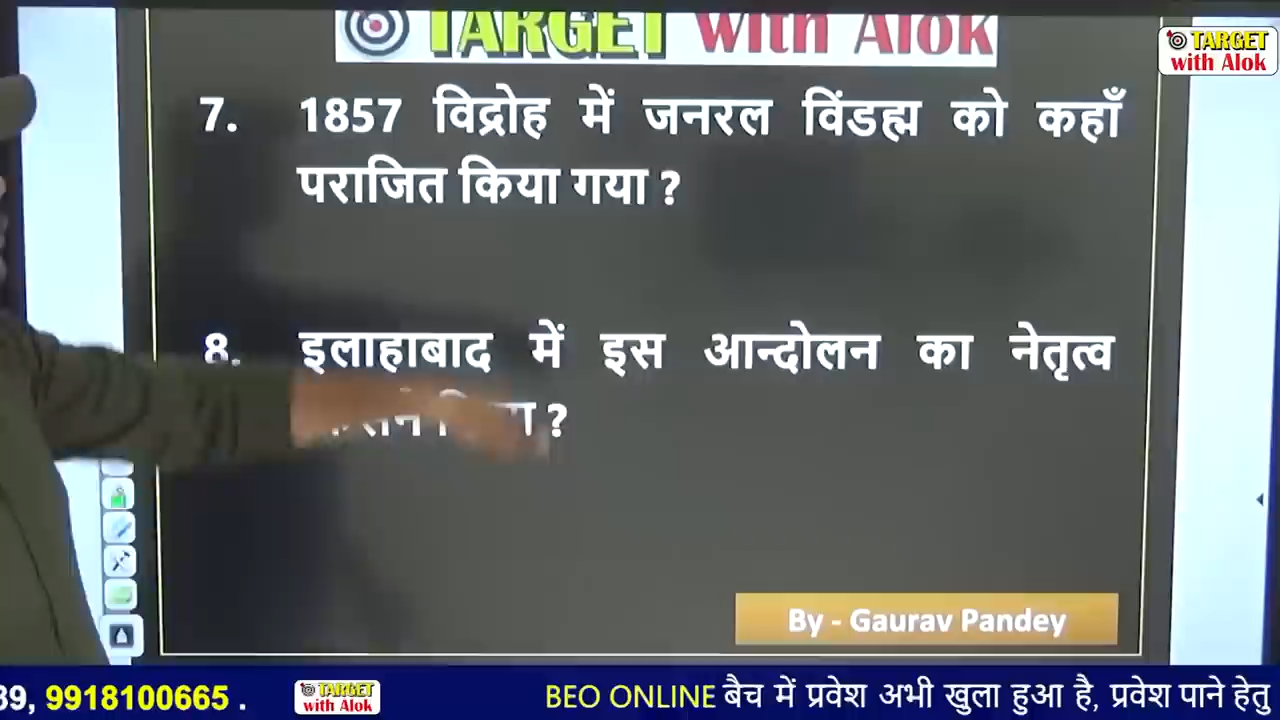 TARGET with Alok
TARGET
with Alok
7. 1857 विद्रोह में जनरल विंडह्म को कहाँ
पराजित किया गया ?
8. इलाहाबाद में इस आन्दोलन का नेतृत्व
?
By - Gaurav Pandey
39, 9918100665 .
TARGET
with Alok
BEO ONLINE बैच में प्रवेश अभी खुला हुआ है, प्रवेश पाने हेतु